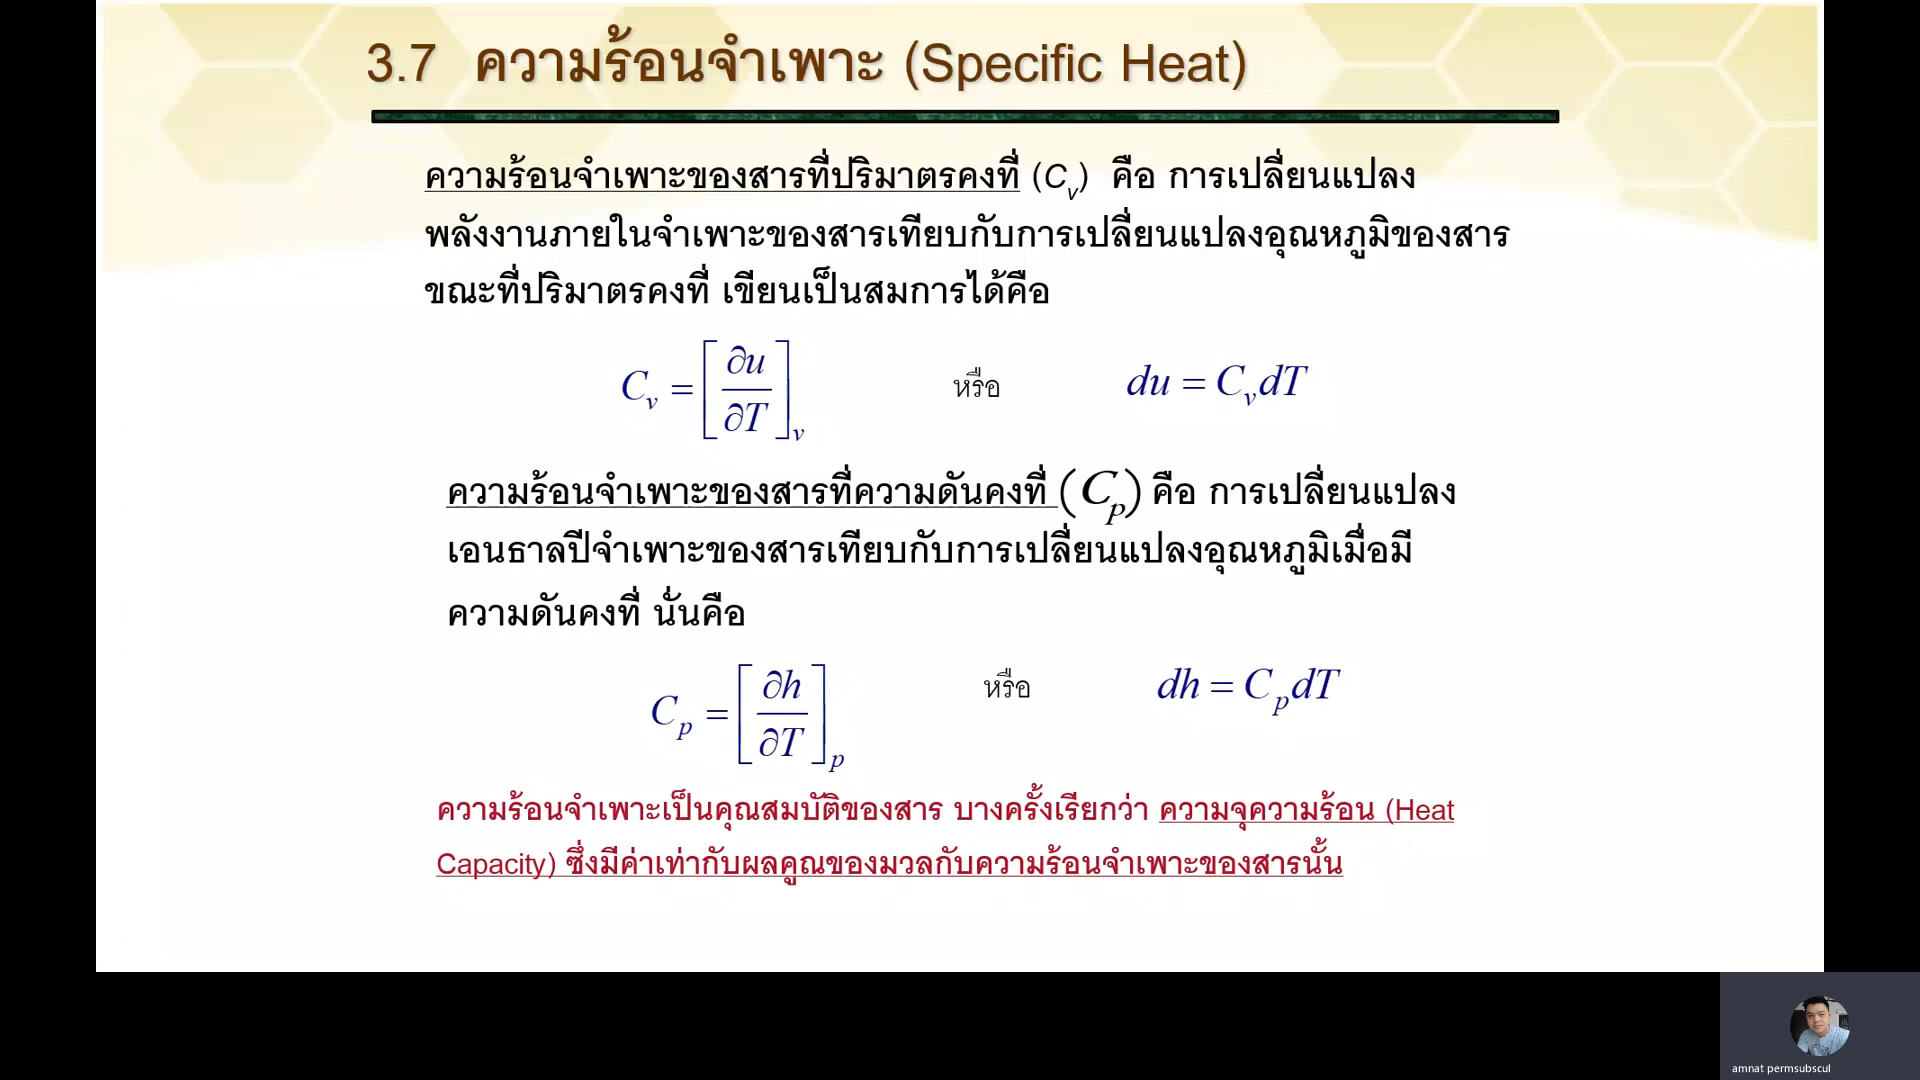 3.7 ความร้อนจำเพาะ (Specific Heat)
ความร้อนจำเพาะของสารที่ปริมาตรคงที่ (Cᵥ) คือ การเปลี่ยนแปลง
พลังงานภายในจำเพาะของสารเทียบกับการเปลี่ยนแปลงอุณหภูมิของสาร
ขณะที่ปริมาตรคงที่ เขียนเป็นสมการได้คือ
C_v = [∂u/∂T]_v หรือ du = C_v dT
ความร้อนจำเพาะของสารที่ความดันคงที่ (C_p) คือ การเปลี่ยนแปลง
เอนธาลปีจำเพาะของสารเทียบกับการเปลี่ยนแปลงอุณหภูมิเมื่อมี
ความดันคงที่ นั่นคือ
C_p = [∂h/∂T]_p หรือ dh = C_p dT
ความร้อนจำเพาะเป็นคุณสมบัติของสาร บางครั้งเรียกว่า ความจุความร้อน (Heat
Capacity) ซึ่งมีค่าเท่ากับผลคูณของมวลกับความร้อนจำเพาะของสารนั้น
amnat permsubscul